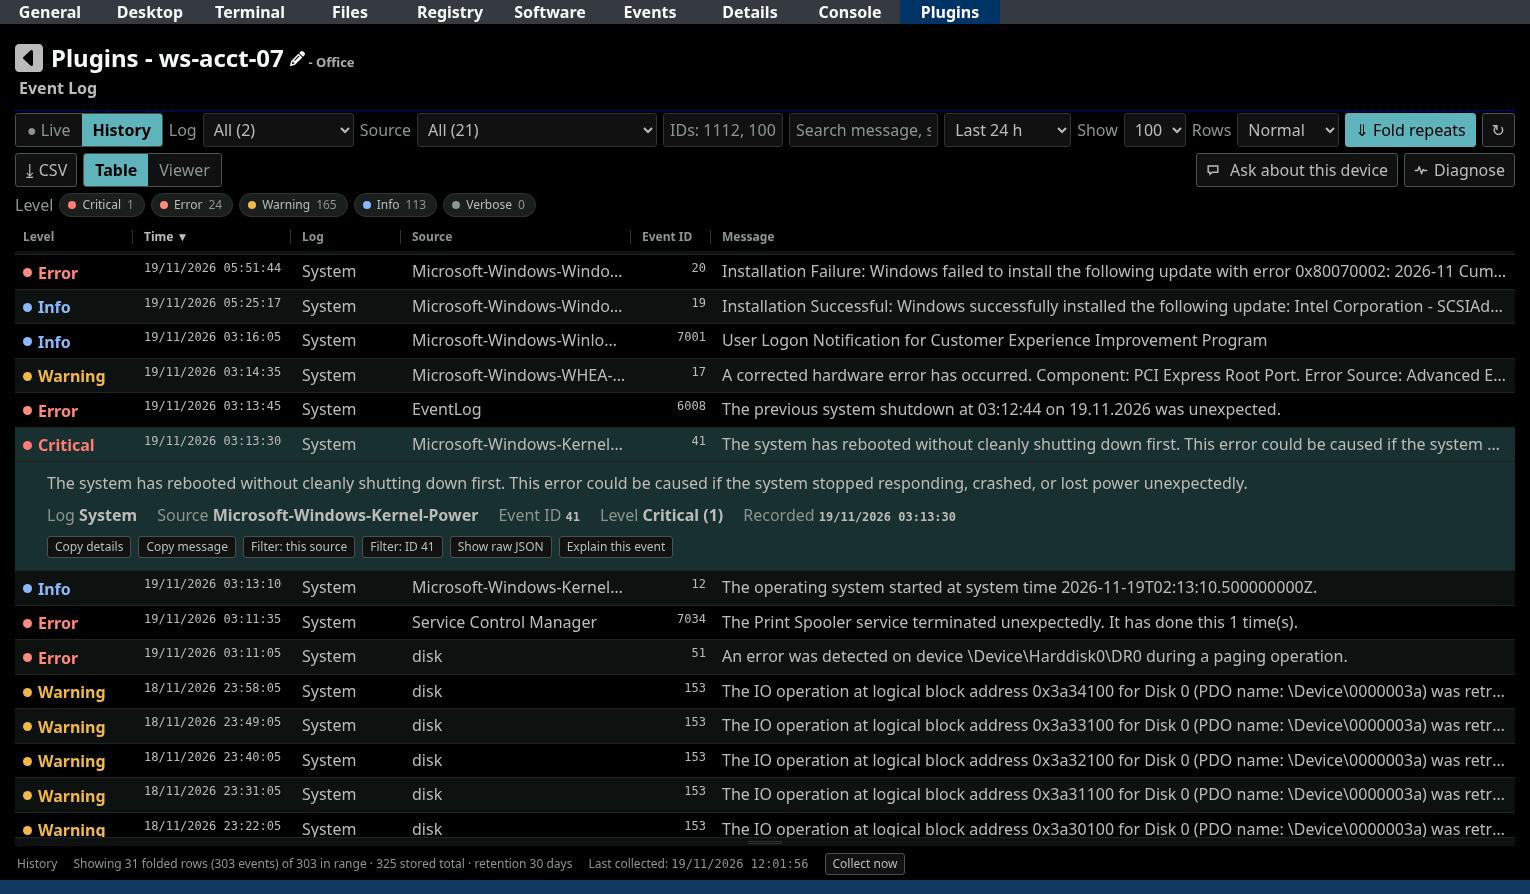 General Desktop Terminal Files Registry Software Events Details Console Plugins
Plugins - ws-acct-07 - Office
Event Log
● Live History Log All (2) Source All (21) IDs: 1112, 100 Search message, s Last 24 h Show 100 Rows Normal ⇓ Fold repeats ↻
⤓ CSV Table Viewer Ask about this device Diagnose
Level Critical 1 Error 24 Warning 165 Info 113 Verbose 0
Level Time ▼ Log Source Event ID Message
Error 19/11/2026 05:51:44 System Microsoft-Windows-Windo... 20 Installation Failure: Windows failed to install the following update with error 0x80070002: 2026-11 Cum...
Info 19/11/2026 05:25:17 System Microsoft-Windows-Windo... 19 Installation Successful: Windows successfully installed the following update: Intel Corporation - SCSIAd...
Info 19/11/2026 03:16:05 System Microsoft-Windows-Winlo... 7001 User Logon Notification for Customer Experience Improvement Program
Warning 19/11/2026 03:14:35 System Microsoft-Windows-WHEA-... 17 A corrected hardware error has occurred. Component: PCI Express Root Port. Error Source: Advanced E...
Error 19/11/2026 03:13:45 System EventLog 6008 The previous system shutdown at 03:12:44 on 19.11.2026 was unexpected.
Critical 19/11/2026 03:13:30 System Microsoft-Windows-Kernel... 41 The system has rebooted without cleanly shutting down first. This error could be caused if the system ...
The system has rebooted without cleanly shutting down first. This error could be caused if the system stopped responding, crashed, or lost power unexpectedly.
Log System Source Microsoft-Windows-Kernel-Power Event ID 41 Level Critical (1) Recorded 19/11/2026 03:13:30
Copy details Copy message Filter: this source Filter: ID 41 Show raw JSON Explain this event
Info 19/11/2026 03:13:10 System Microsoft-Windows-Kernel... 12 The operating system started at system time 2026-11-19T02:13:10.500000000Z.
Error 19/11/2026 03:11:35 System Service Control Manager 7034 The Print Spooler service terminated unexpectedly. It has done this 1 time(s).
Error 19/11/2026 03:11:05 System disk 51 An error was detected on device \Device\Harddisk0\DR0 during a paging operation.
Warning 18/11/2026 23:58:05 System disk 153 The IO operation at logical block address 0x3a34100 for Disk 0 (PDO name: \Device\0000003a) was retr...
Warning 18/11/2026 23:49:05 System disk 153 The IO operation at logical block address 0x3a33100 for Disk 0 (PDO name: \Device\0000003a) was retr...
Warning 18/11/2026 23:40:05 System disk 153 The IO operation at logical block address 0x3a32100 for Disk 0 (PDO name: \Device\0000003a) was retr...
Warning 18/11/2026 23:31:05 System disk 153 The IO operation at logical block address 0x3a31100 for Disk 0 (PDO name: \Device\0000003a) was retr...
Warning 18/11/2026 23:22:05 System disk 153 The IO operation at logical block address 0x3a30100 for Disk 0 (PDO name: \Device\0000003a) was retr...
History Showing 31 folded rows (303 events) of 303 in range · 325 stored total · retention 30 days Last collected: 19/11/2026 12:01:56 Collect now